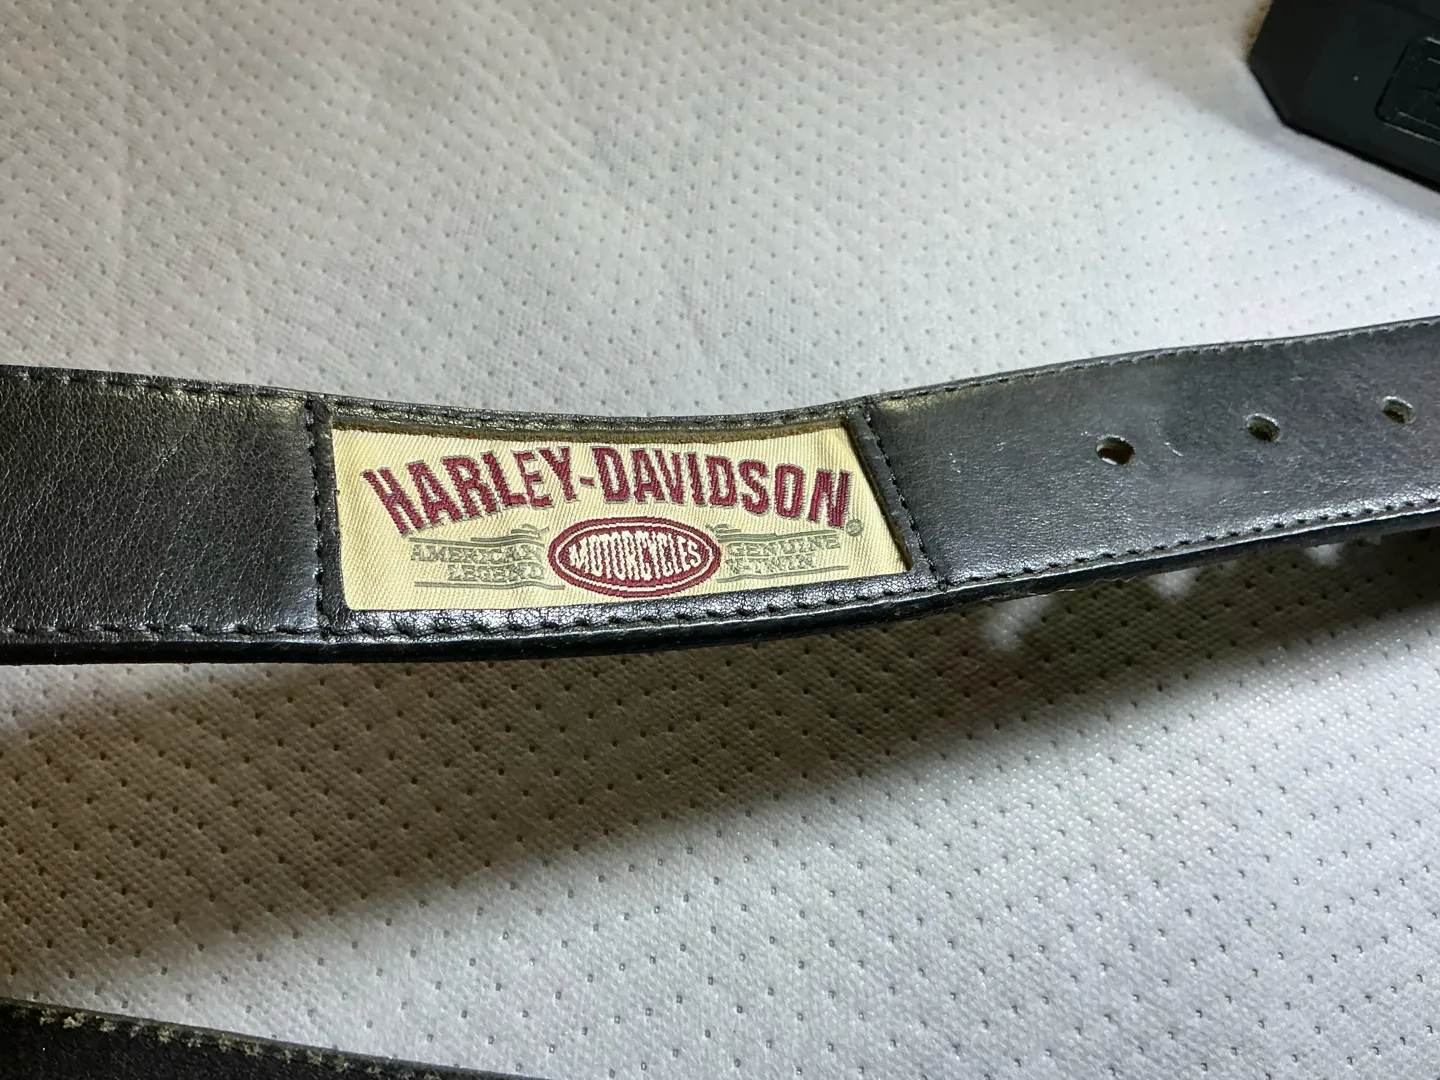 HARLEY-DAVIDSON®
AMERICAN LEGEND
MOTORCYCLES
GENUINE V-TWIN